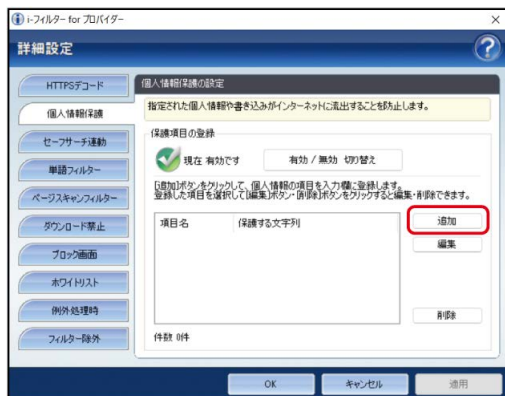 i-フィルター for プロバイダー
詳細設定
?
HTTPSデコード
個人情報保護
セーフサーチ連動
単語フィルター
ページスキャンフィルター
ダウンロード禁止
ブロック画面
ホワイトリスト
例外処理時
フィルター除外
個人情報保護の設定
指定された個人情報や書き込みがインターネットに流出することを防止します。
保護項目の登録
現在 有効です
有効 / 無効 切り替え
[追加]ボタンをクリックして、個人情報の項目を入力欄に登録します。
登録した項目を選択して[編集]ボタン・[削除]ボタンをクリックすると編集・削除できます。
項目名 保護する文字列
追加
編集
削除
件数 0件
OK キャンセル 適用